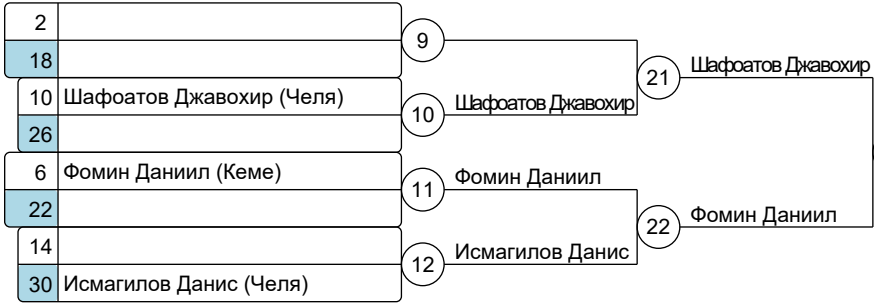 2
9
18
21 Шафоатов Джавохир
10 Шафоатов Джавохир (Челя)
10 Шафоатов Джавохир
26
6 Фомин Даниил (Кеме)
11 Фомин Даниил
22
22 Фомин Даниил
14
12 Исмагилов Данис
30 Исмагилов Данис (Челя)